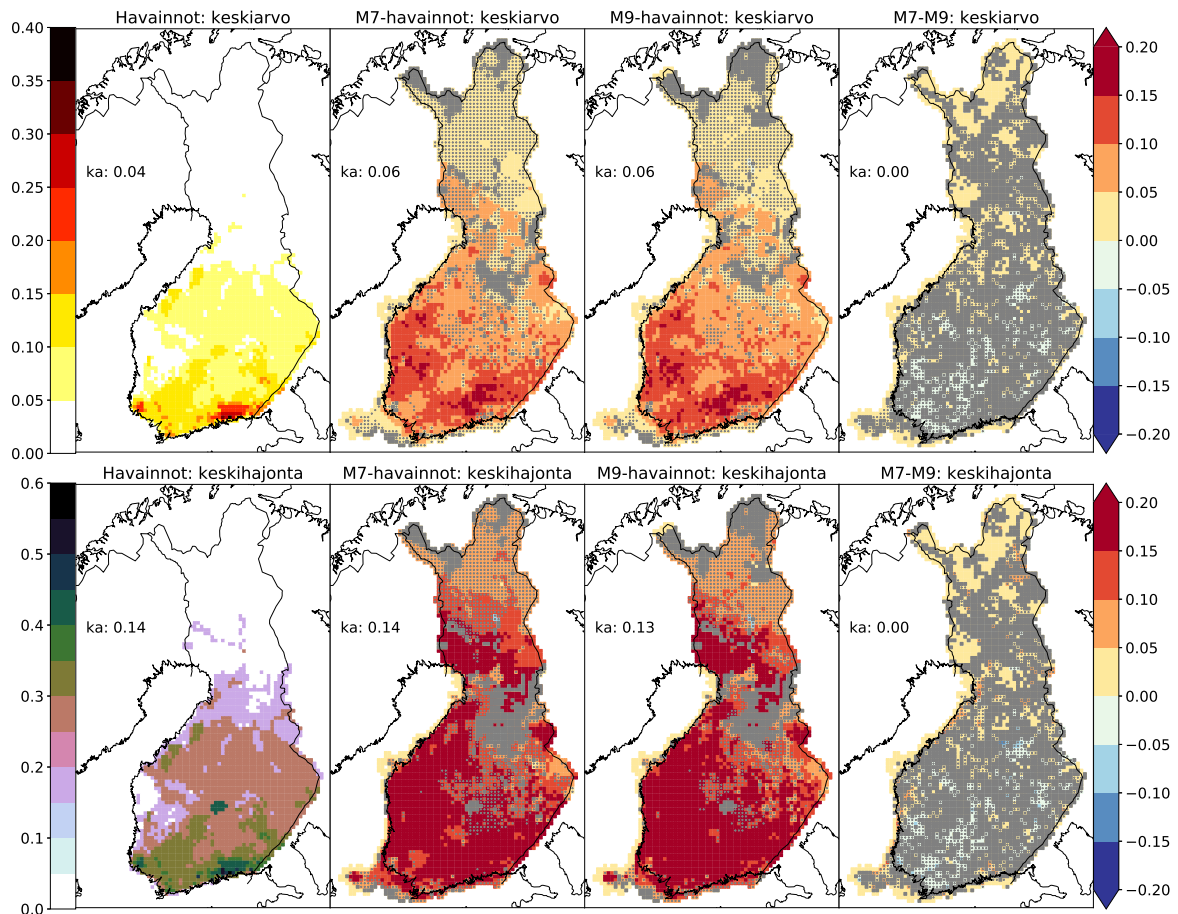 Havainnot: keskiarvo
M7-havainnot: keskiarvo
M9-havainnot: keskiarvo
M7-M9: keskiarvo
0.40
0.35
0.30
0.25
0.20
0.15
0.10
0.05
0.00
ka: 0.04
ka: 0.06
ka: 0.06
ka: 0.00
0.20
0.15
0.10
0.05
0.00
−0.05
−0.10
−0.15
−0.20
Havainnot: keskihajonta
M7-havainnot: keskihajonta
M9-havainnot: keskihajonta
M7-M9: keskihajonta
0.6
0.5
0.4
0.3
0.2
0.1
0.0
ka: 0.14
ka: 0.14
ka: 0.13
ka: 0.00
0.20
0.15
0.10
0.05
0.00
−0.05
−0.10
−0.15
−0.20